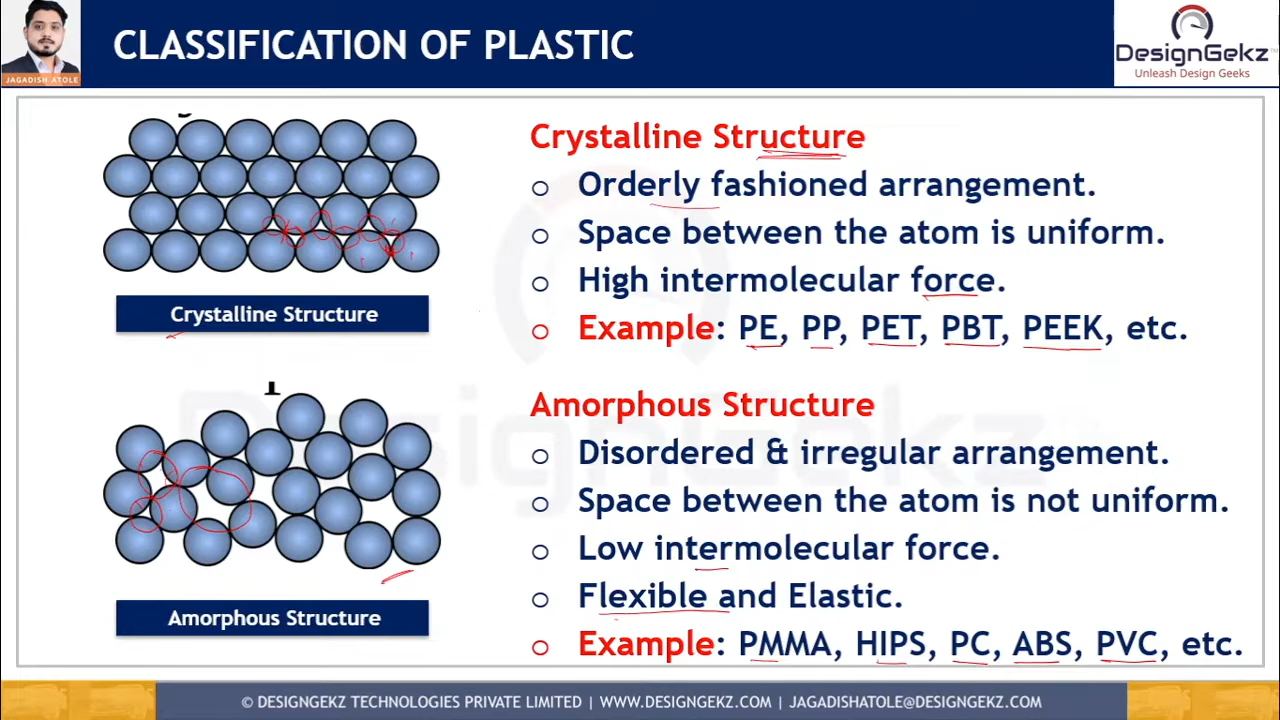 CLASSIFICATION OF PLASTIC
JAGADISH ATOLE
DesignGekz
Unleash Design Geeks
Crystalline Structure
o Orderly fashioned arrangement.
o Space between the atom is uniform.
o High intermolecular force.
o Example: PE, PP, PET, PBT, PEEK, etc.
Crystalline Structure
Amorphous Structure
o Disordered & irregular arrangement.
o Space between the atom is not uniform.
o Low intermolecular force.
o Flexible and Elastic.
o Example: PMMA, HIPS, PC, ABS, PVC, etc.
Amorphous Structure
DesignGekz
© DESIGNGEKZ TECHNOLOGIES PRIVATE LIMITED | WWW.DESIGNGEKZ.COM | JAGADISHATOLE@DESIGNGEKZ.COM